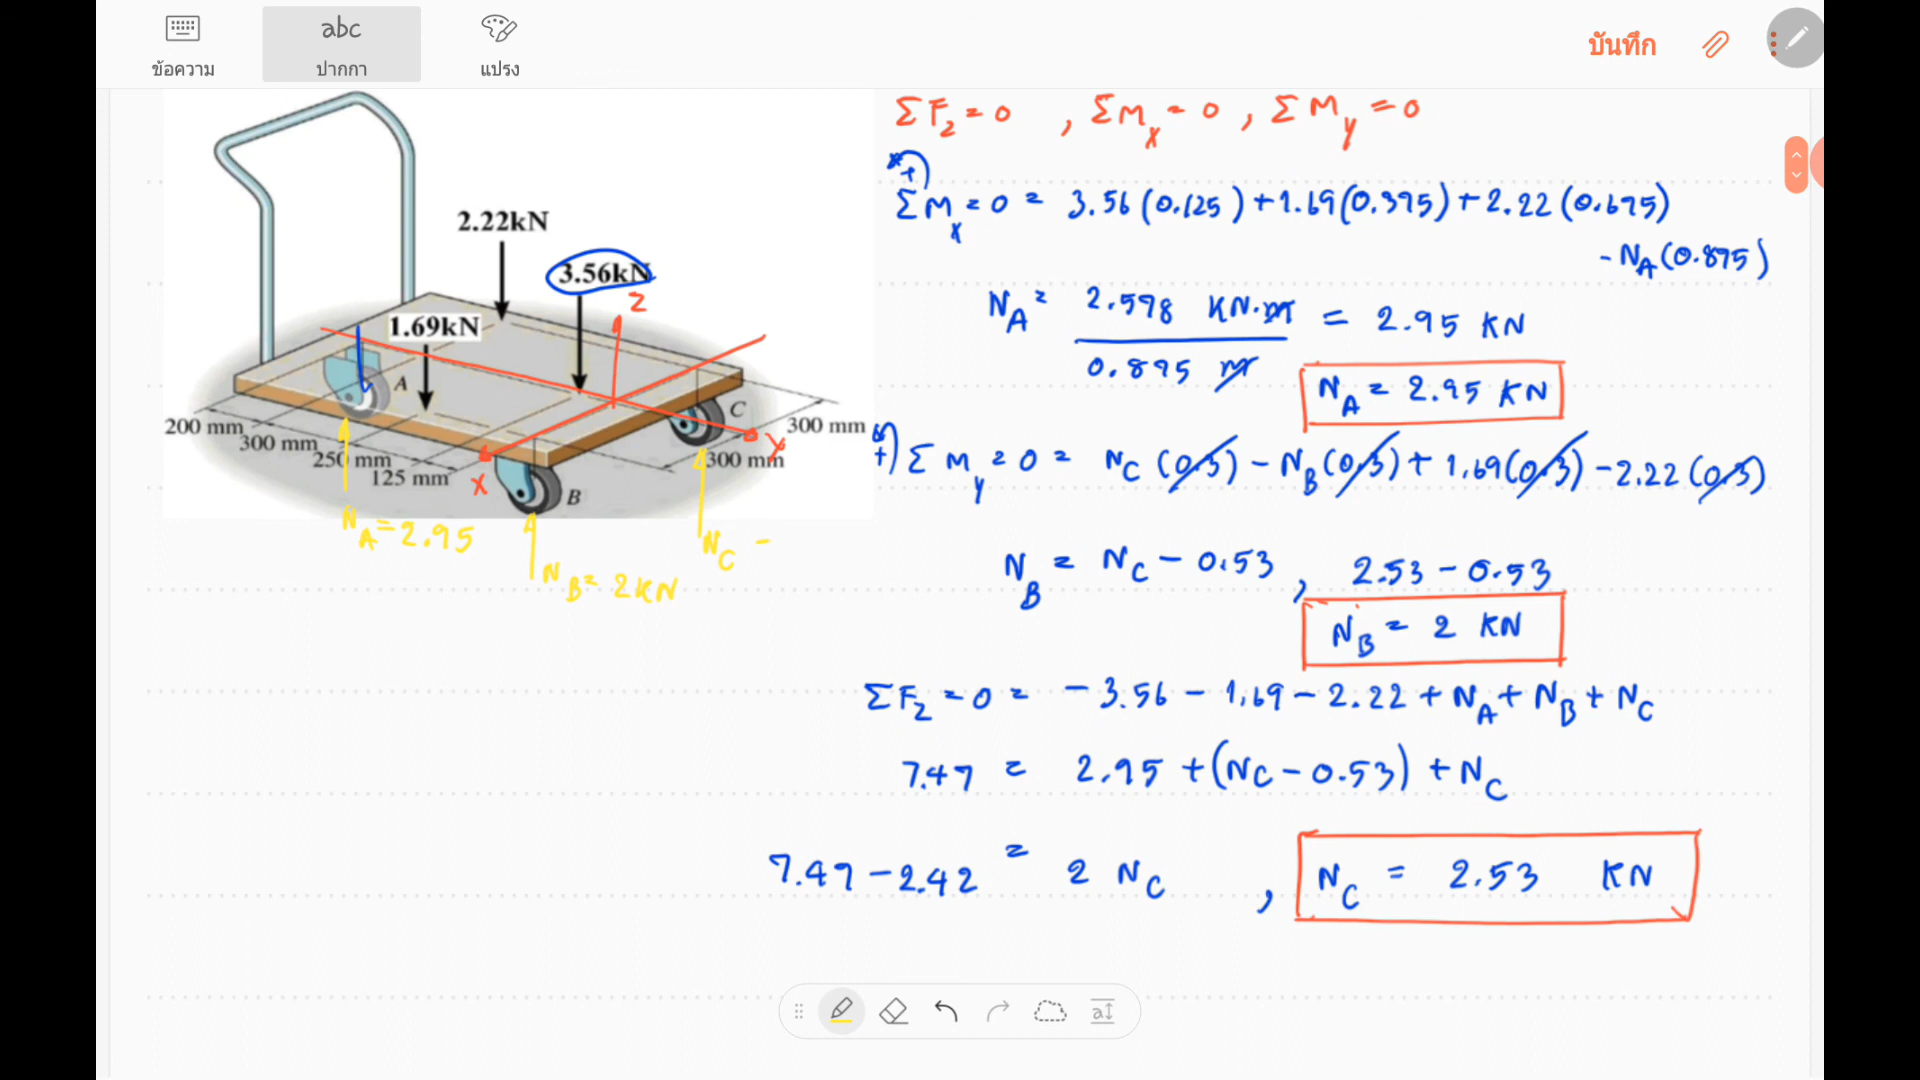 ข้อความ
abc
ปากกา
แปรง
บันทึก
2.22kN
3.56kN
Z
1.69kN
A
C
200 mm
300 mm
250 mm
125 mm
300 mm
300 mm
y
X
B
N_A = 2.95
N_B = 2 KN
N_C -
ΣF_z = 0 , ΣM_x = 0 , ΣM_y = 0
+
ΣM_x = 0 = 3.56 (0.125) + 1.69(0.375) + 2.22 (0.675)
- N_A (0.875)
N_A = 2.578 KN.m / 0.875 m = 2.95 KN
N_A = 2.95 KN
+
ΣM_y = 0 = N_C (0.3) - N_B (0.3) + 1.69 (0.3) - 2.22 (0.3)
N_B = N_C - 0.53 , 2.53 - 0.53
N_B = 2 KN
ΣF_z = 0 = - 3.56 - 1.69 - 2.22 + N_A + N_B + N_C
7.47 = 2.95 + (N_C - 0.53) + N_C
7.47 - 2.42 = 2 N_C , N_C = 2.53 KN
a